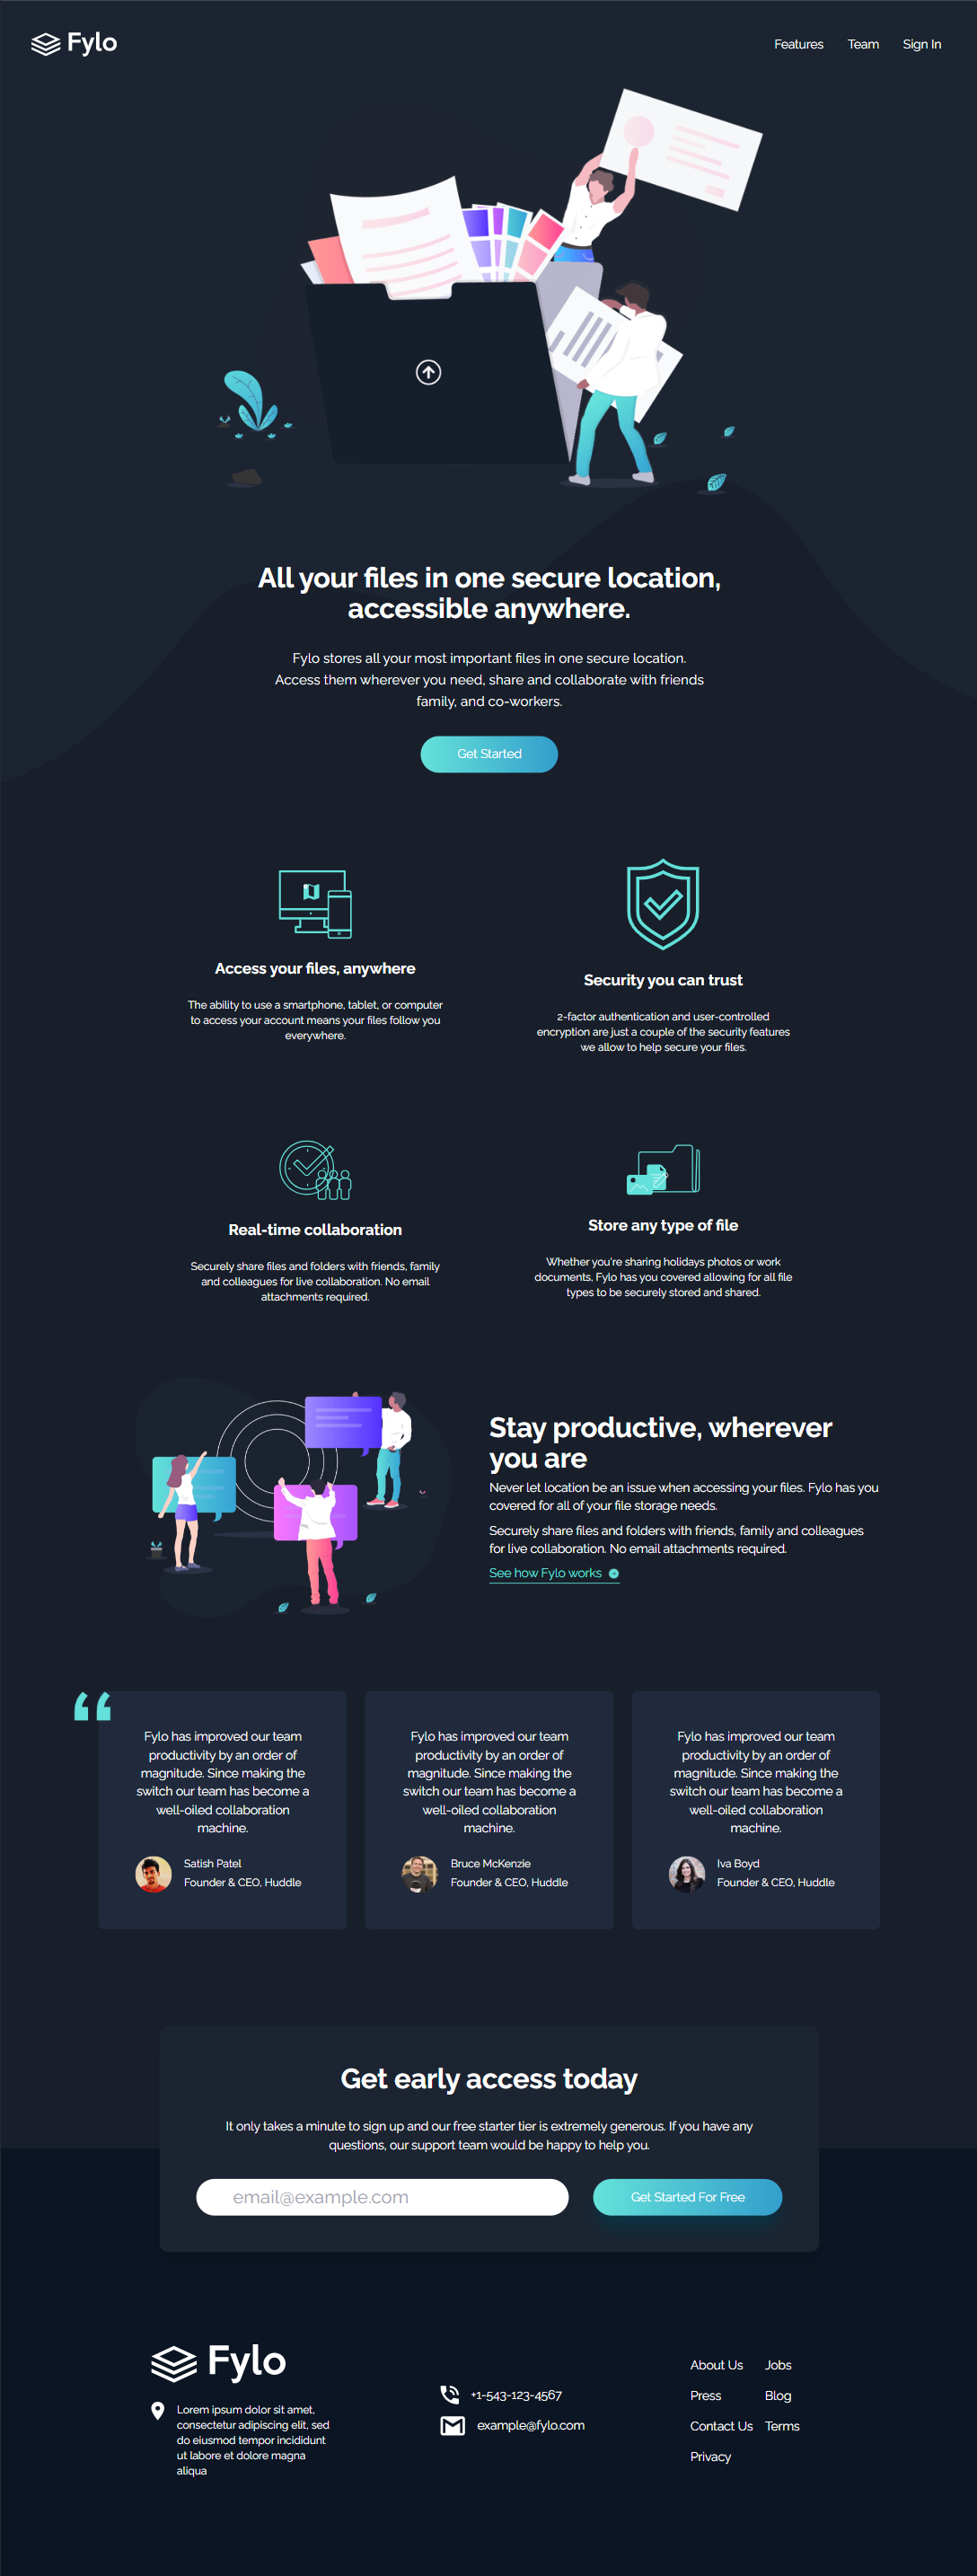 Fylo
Features Team Sign In
All your files in one secure location,
accessible anywhere.
Fylo stores all your most important files in one secure location.
Access them wherever you need, share and collaborate with friends
family, and co-workers.
Get Started
Access your files, anywhere
The ability to use a smartphone, tablet, or computer
to access your account means your files follow you
everywhere.
Security you can trust
2-factor authentication and user-controlled
encryption are just a couple of the security features
we allow to help secure your files.
Real-time collaboration
Securely share files and folders with friends, family
and colleagues for live collaboration. No email
attachments required.
Store any type of file
Whether you're sharing holidays photos or work
documents, Fylo has you covered allowing for all file
types to be securely stored and shared.
Stay productive, wherever
you are
Never let location be an issue when accessing your files. Fylo has you
covered for all of your file storage needs.
Securely share files and folders with friends, family and colleagues
for live collaboration. No email attachments required.
See how Fylo works
Fylo has improved our team
productivity by an order of
magnitude. Since making the
switch our team has become a
well-oiled collaboration
machine.
Satish Patel
Founder & CEO, Huddle
Fylo has improved our team
productivity by an order of
magnitude. Since making the
switch our team has become a
well-oiled collaboration
machine.
Bruce McKenzie
Founder & CEO, Huddle
Fylo has improved our team
productivity by an order of
magnitude. Since making the
switch our team has become a
well-oiled collaboration
machine.
Iva Boyd
Founder & CEO, Huddle
Get early access today
It only takes a minute to sign up and our free starter tier is extremely generous. If you have any
questions, our support team would be happy to help you.
email@example.com
Get Started For Free
Fylo
Lorem ipsum dolor sit amet,
consectetur adipiscing elit, sed
do eiusmod tempor incididunt
ut labore et dolore magna
aliqua
+1-543-123-4567
example@fylo.com
About Us
Press
Contact Us
Privacy
Jobs
Blog
Terms